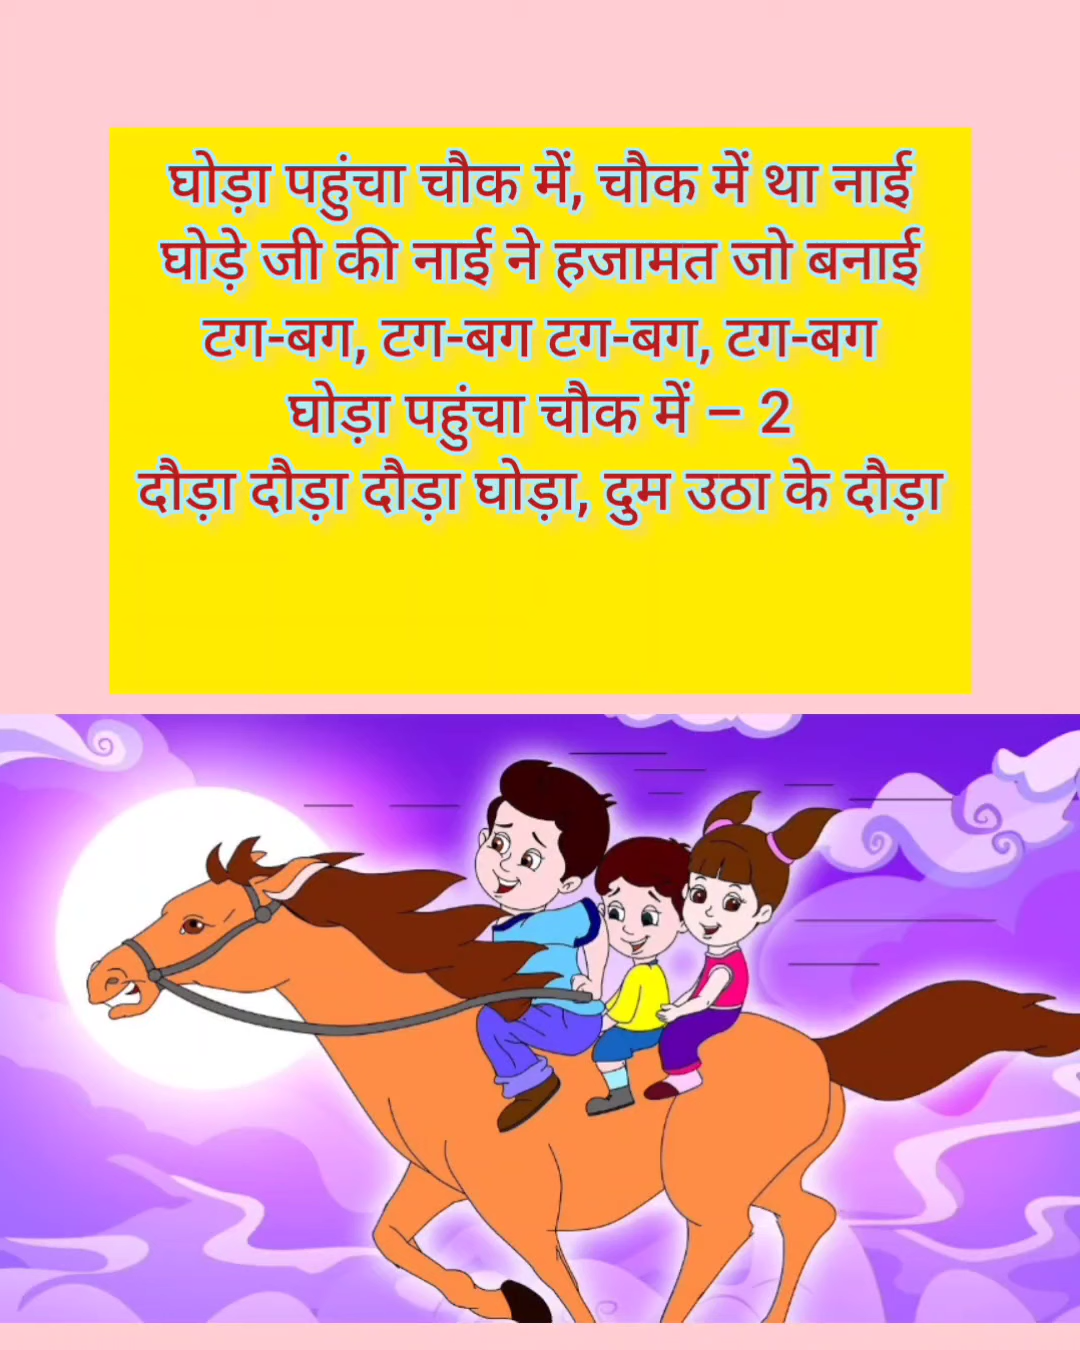 घोड़ा पहुंचा चौक में, चौक में था नाई
घोड़े जी की नाई ने हजामत जो बनाई
टग-बग, टग-बग टग-बग, टग-बग
घोड़ा पहुंचा चौक में – 2
दौड़ा दौड़ा दौड़ा घोड़ा, दुम उठा के दौड़ा